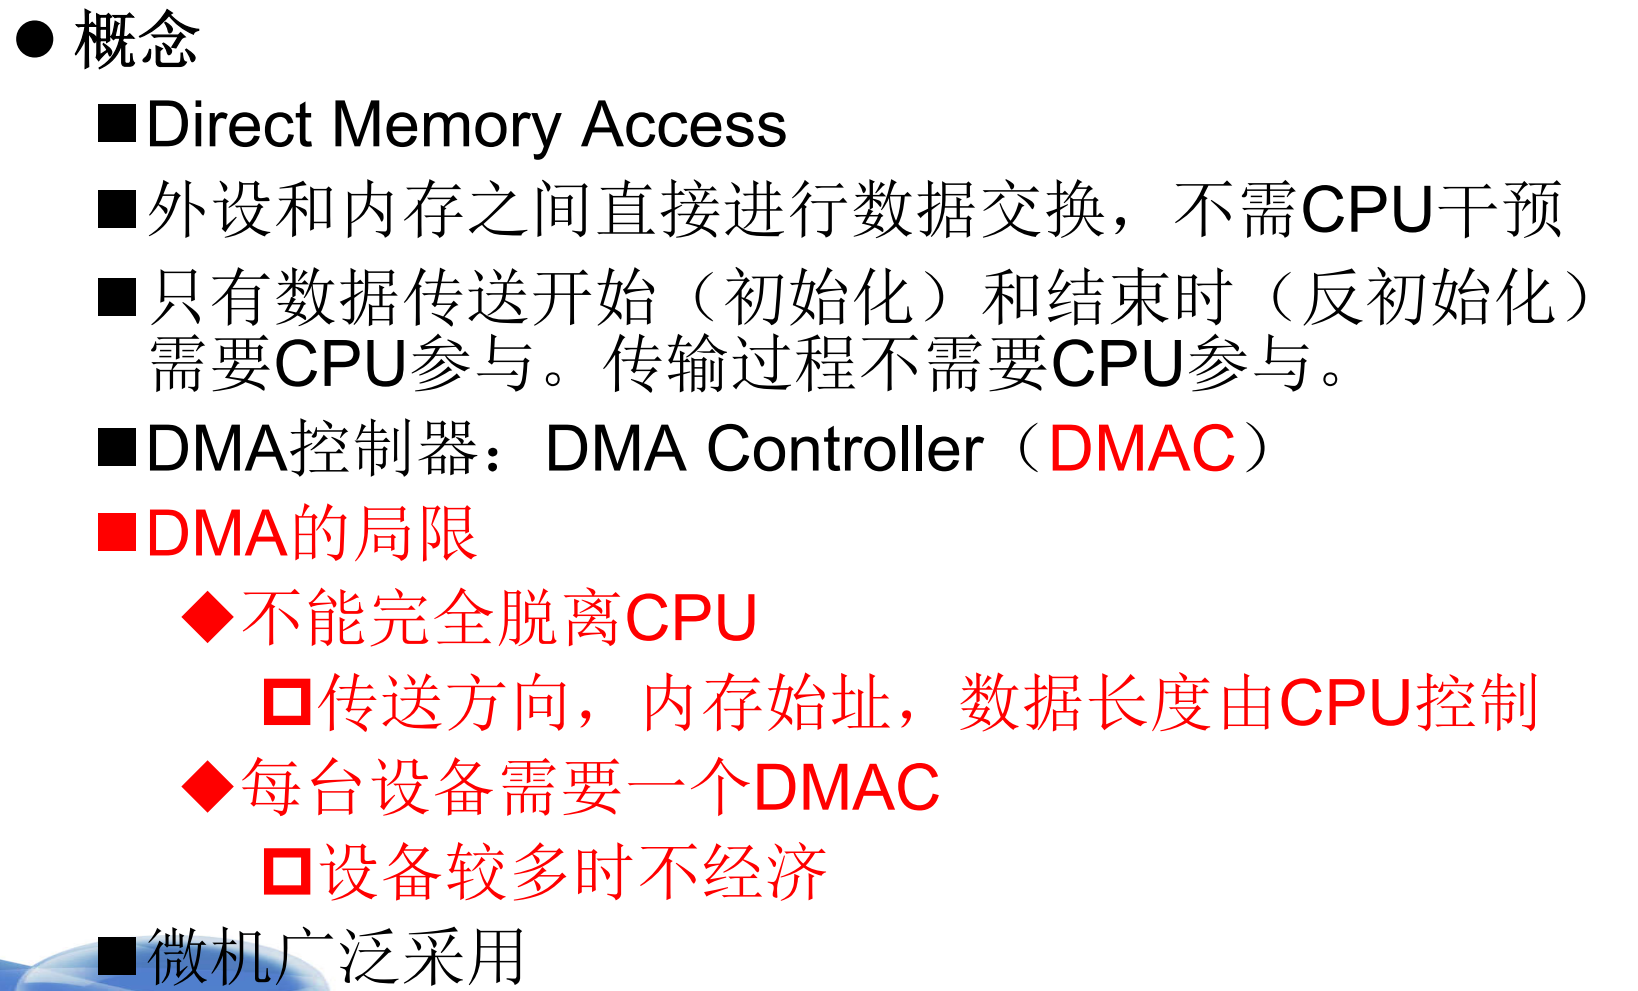 概念
Direct Memory Access
外设和内存之间直接进行数据交换，不需CPU干预
只有数据传送开始（初始化）和结束时（反初始化）
需要CPU参与。传输过程不需要CPU参与。
DMA控制器：DMA Controller（DMAC）
DMA的局限
不能完全脱离CPU
传送方向，内存始址，数据长度由CPU控制
每台设备需要一个DMAC
设备较多时不经济
微机广泛采用